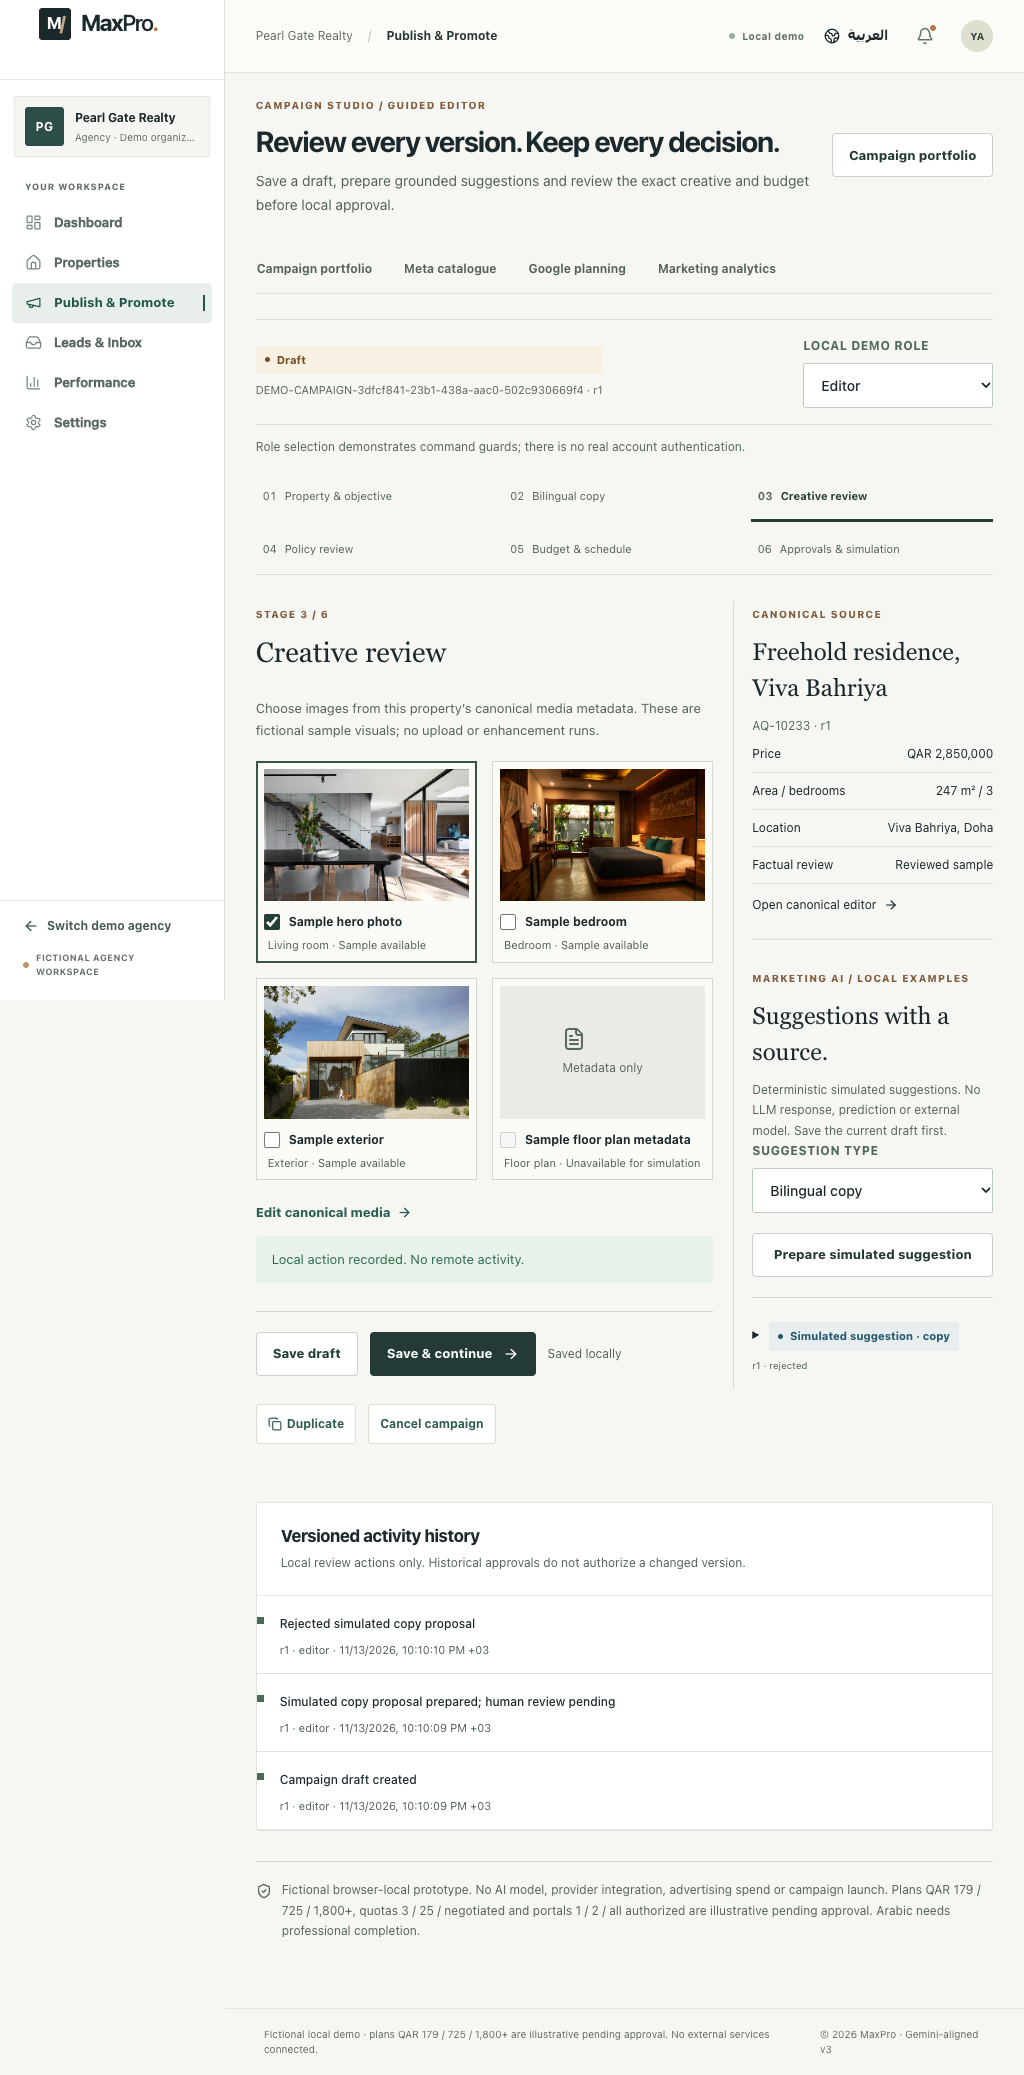 M/ MaxPro.
Pearl Gate Realty / Publish & Promote
Local demo
العربية
YA
PG
Pearl Gate Realty
Agency · Demo organiz...
YOUR WORKSPACE
Dashboard
Properties
Publish & Promote
Leads & Inbox
Performance
Settings
Switch demo agency
FICTIONAL AGENCY
WORKSPACE
CAMPAIGN STUDIO / GUIDED EDITOR
Review every version. Keep every decision.
Save a draft, prepare grounded suggestions and review the exact creative and budget
before local approval.
Campaign portfolio
Campaign portfolio
Meta catalogue
Google planning
Marketing analytics
Draft
DEMO-CAMPAIGN-3dfcf841-23b1-438a-aac0-502c930669f4 · r1
LOCAL DEMO ROLE
Editor
Role selection demonstrates command guards; there is no real account authentication.
01 Property & objective
02 Bilingual copy
03 Creative review
04 Policy review
05 Budget & schedule
06 Approvals & simulation
STAGE 3 / 6
Creative review
Choose images from this property's canonical media metadata. These are
fictional sample visuals; no upload or enhancement runs.
Sample hero photo
Living room · Sample available
Sample bedroom
Bedroom · Sample available
Sample exterior
Exterior · Sample available
Metadata only
Sample floor plan metadata
Floor plan · Unavailable for simulation
Edit canonical media
Local action recorded. No remote activity.
Save draft
Save & continue
Saved locally
Duplicate
Cancel campaign
CANONICAL SOURCE
Freehold residence,
Viva Bahriya
AQ-10233 · r1
Price QAR 2,850,000
Area / bedrooms 247 m² / 3
Location Viva Bahriya, Doha
Factual review Reviewed sample
Open canonical editor
MARKETING AI / LOCAL EXAMPLES
Suggestions with a
source.
Deterministic simulated suggestions. No
LLM response, prediction or external
model. Save the current draft first.
SUGGESTION TYPE
Bilingual copy
Prepare simulated suggestion
Simulated suggestion · copy
r1 · rejected
Versioned activity history
Local review actions only. Historical approvals do not authorize a changed version.
Rejected simulated copy proposal
r1 · editor · 11/13/2026, 10:10:10 PM +03
Simulated copy proposal prepared; human review pending
r1 · editor · 11/13/2026, 10:10:09 PM +03
Campaign draft created
r1 · editor · 11/13/2026, 10:10:09 PM +03
Fictional browser-local prototype. No AI model, provider integration, advertising spend or campaign launch. Plans QAR 179 /
725 / 1,800+, quotas 3 / 25 / negotiated and portals 1 / 2 / all authorized are illustrative pending approval. Arabic needs
professional completion.
Fictional local demo · plans QAR 179 / 725 / 1,800+ are illustrative pending approval. No external services
connected.
© 2026 MaxPro · Gemini-aligned
v3